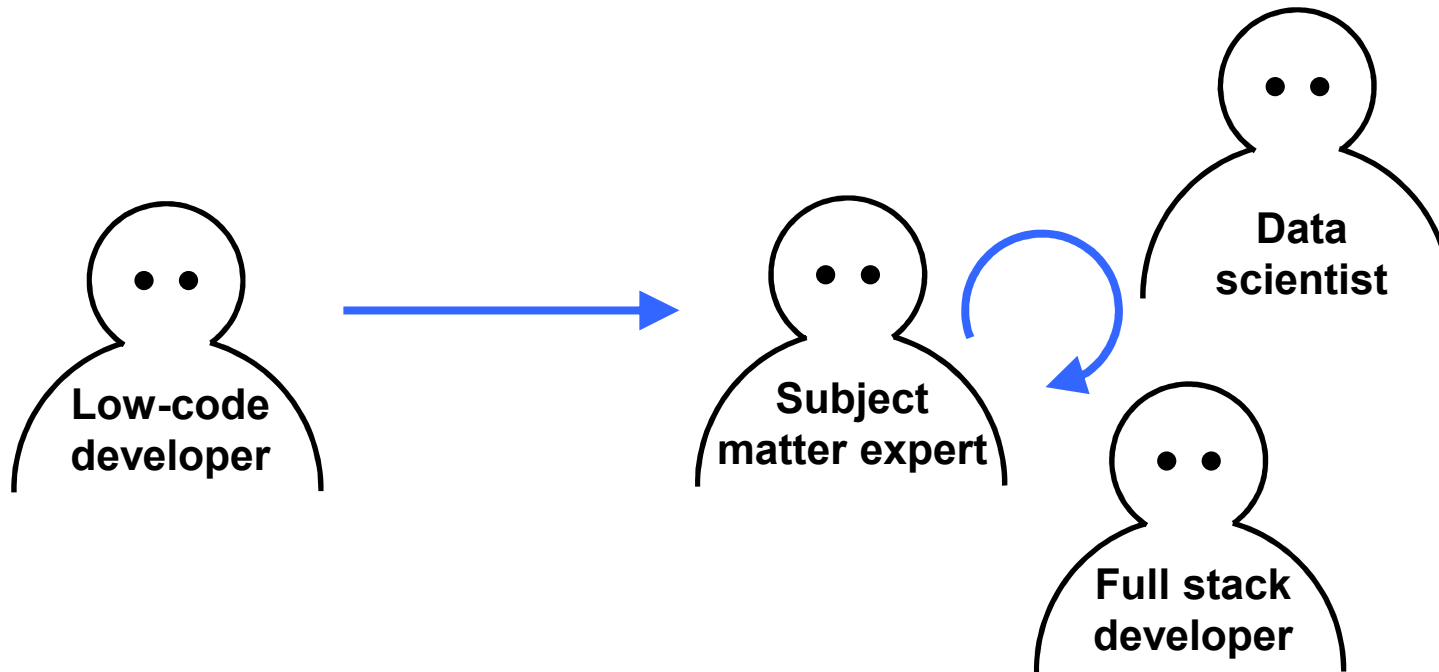 Low-code
developer
Subject
matter expert
Data
scientist
Full stack
developer